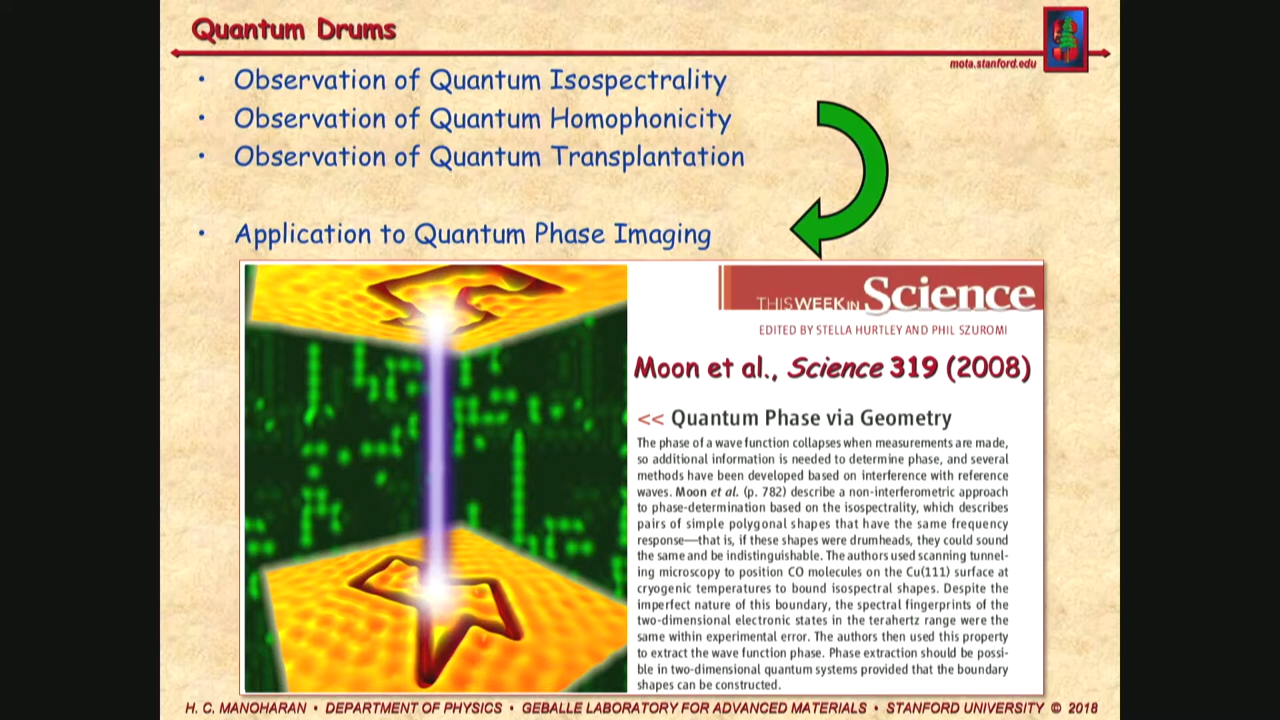 Quantum Drums
mota.stanford.edu
• Observation of Quantum Isospectrality
• Observation of Quantum Homophonicity
• Observation of Quantum Transplantation
• Application to Quantum Phase Imaging
THIS WEEK IN Science
EDITED BY STELLA HURTLEY AND PHIL SZUROMI
Moon et al., Science 319 (2008)
<< Quantum Phase via Geometry
The phase of a wave function collapses when measurements are made,
so additional information is needed to determine phase, and several
methods have been developed based on interference with reference
waves. Moon et al. (p. 782) describe a non-interferometric approach
to phase-determination based on the isospectrality, which describes
pairs of simple polygonal shapes that have the same frequency
response—that is, if these shapes were drumheads, they could sound
the same and be indistinguishable. The authors used scanning tunnel-
ing microscopy to position CO molecules on the Cu(111) surface at
cryogenic temperatures to bound isospectral shapes. Despite the
imperfect nature of this boundary, the spectral fingerprints of the
two-dimensional electronic states in the terahertz range were the
same within experimental error. The authors then used this property
to extract the wave function phase. Phase extraction should be possi-
ble in two-dimensional quantum systems provided that the boundary
shapes can be constructed.
H. C. MANOHARAN • DEPARTMENT OF PHYSICS • GEBALLE LABORATORY FOR ADVANCED MATERIALS • STANFORD UNIVERSITY © 2018